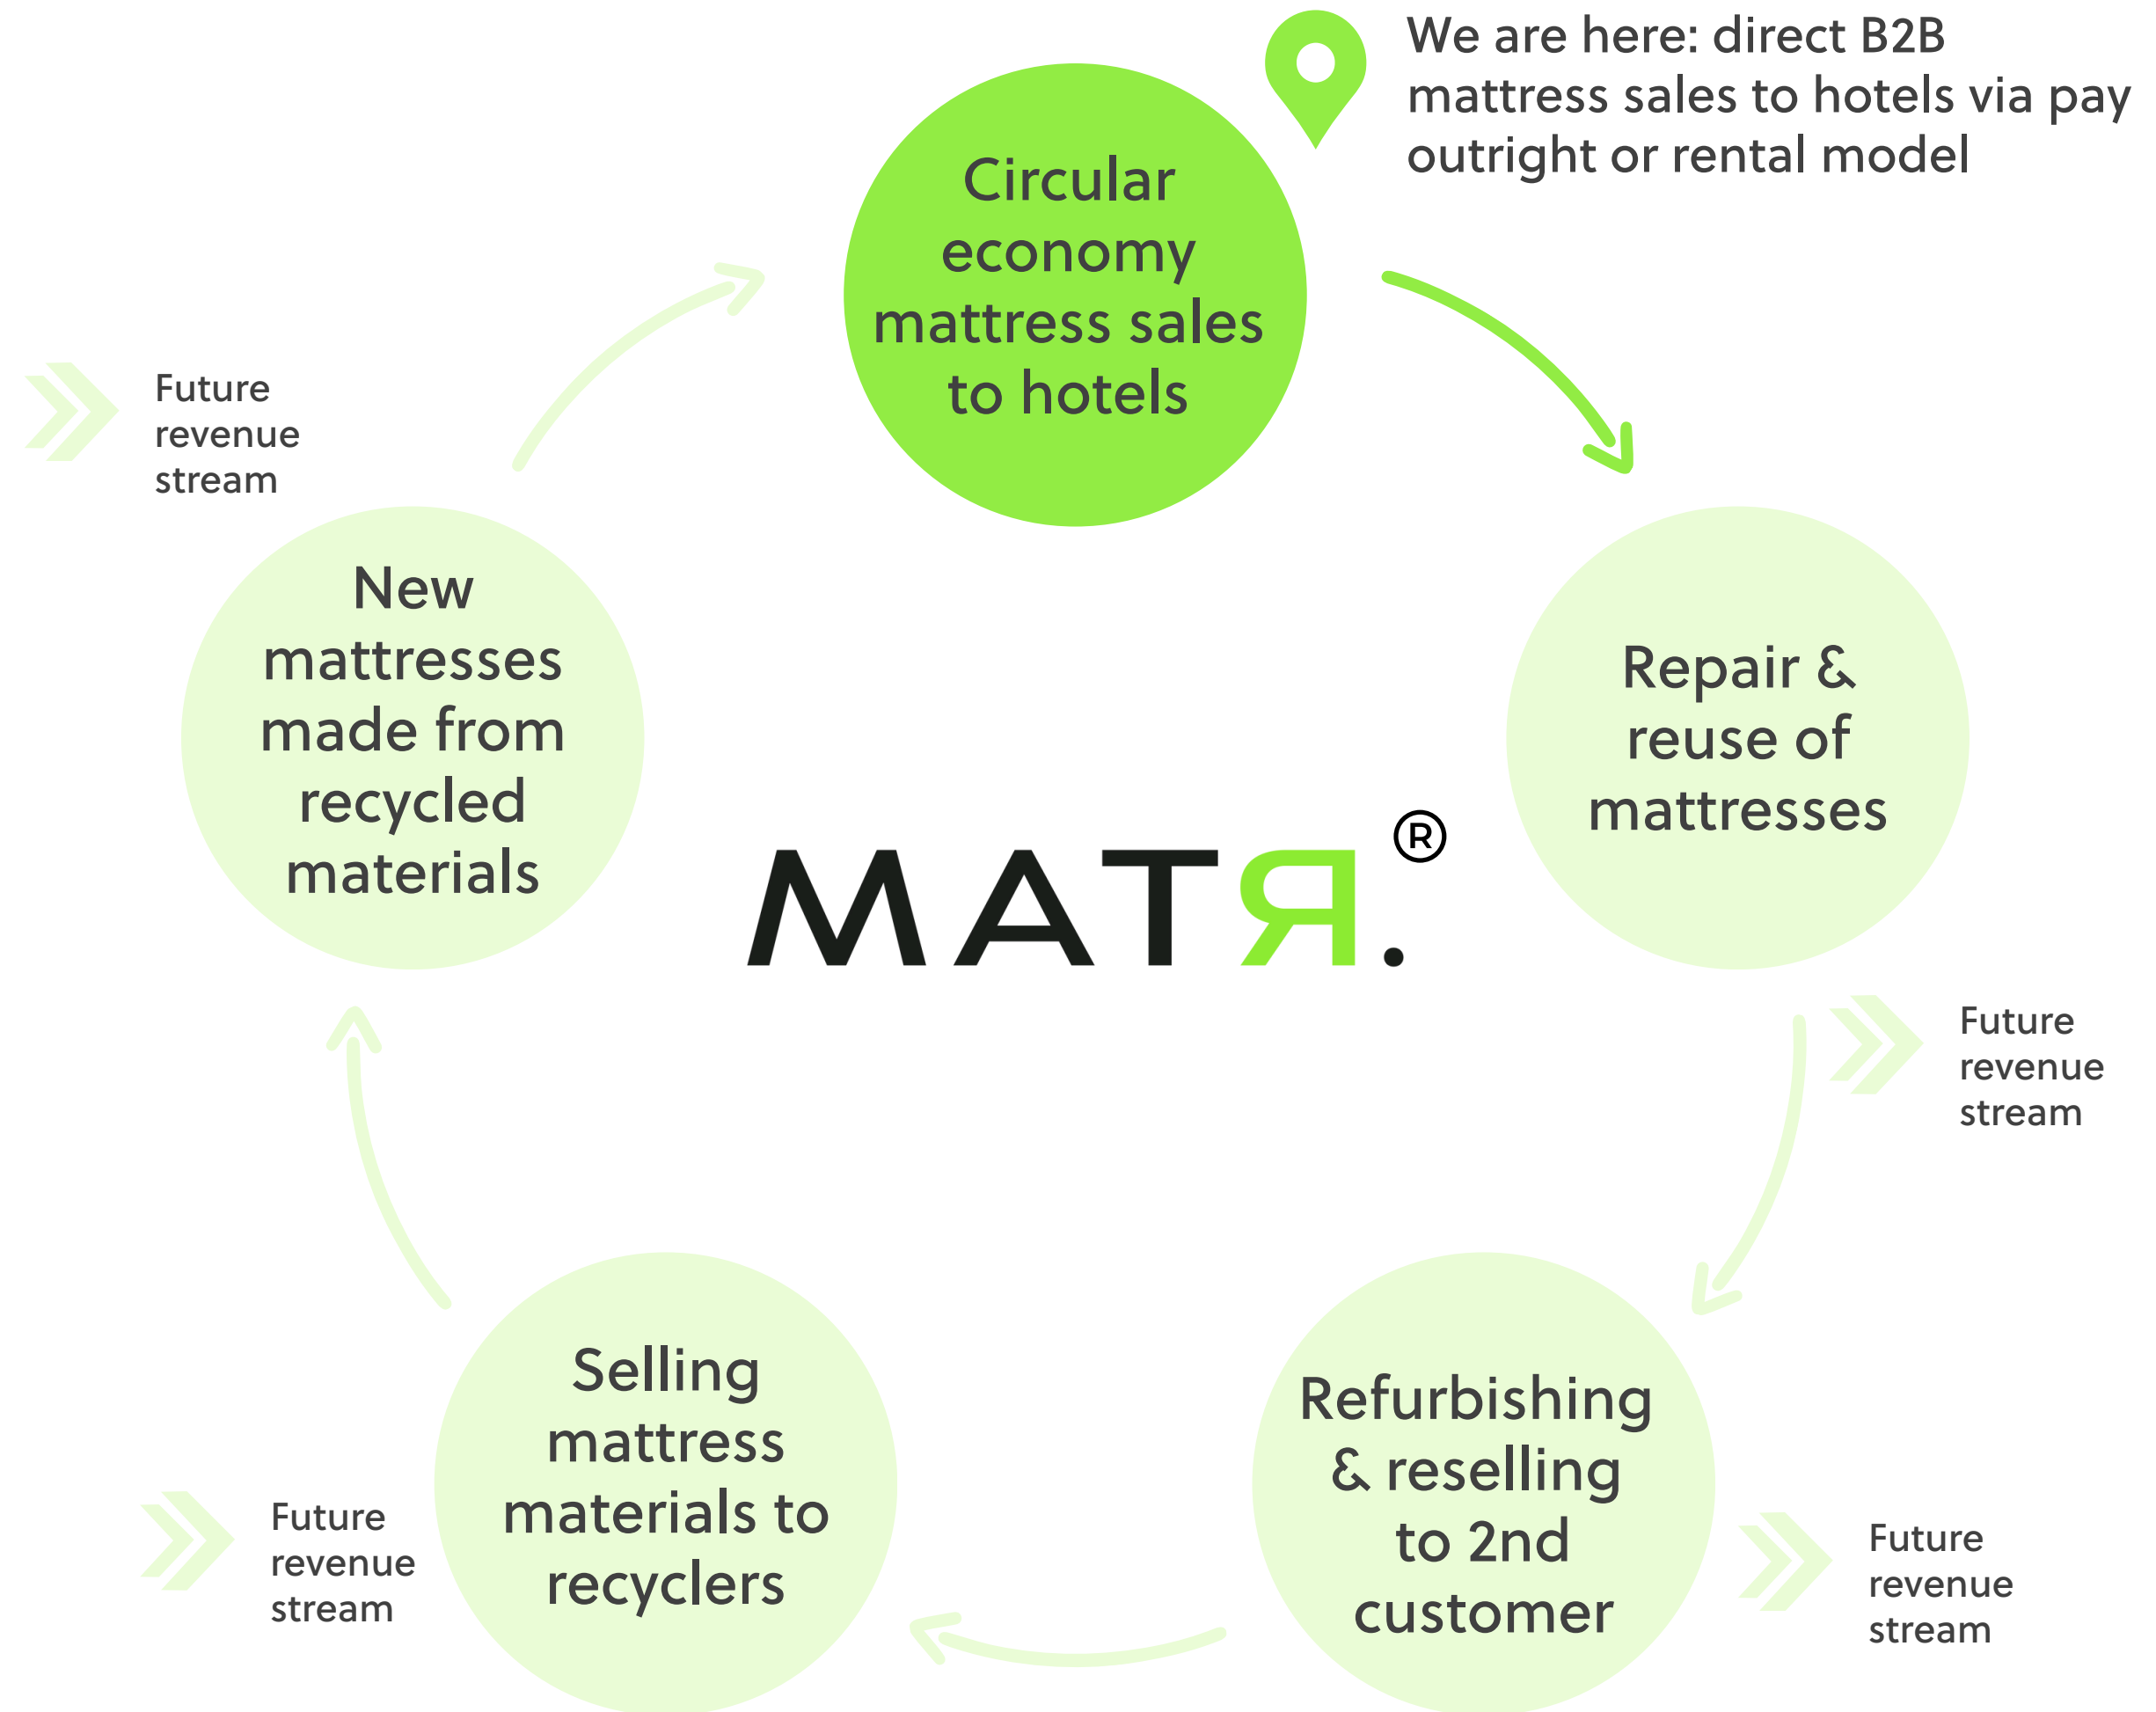 We are here: direct B2B
mattress sales to hotels via pay
outright or rental model
Circular
economy
mattress sales
to hotels
Repair &
reuse of
mattresses
Future
revenue
stream
Refurbishing
& reselling
to 2nd
customer
Future
revenue
stream
Selling
mattress
materials to
recyclers
Future
revenue
stream
New
mattresses
made from
recycled
materials
Future
revenue
stream
MATЯ.®